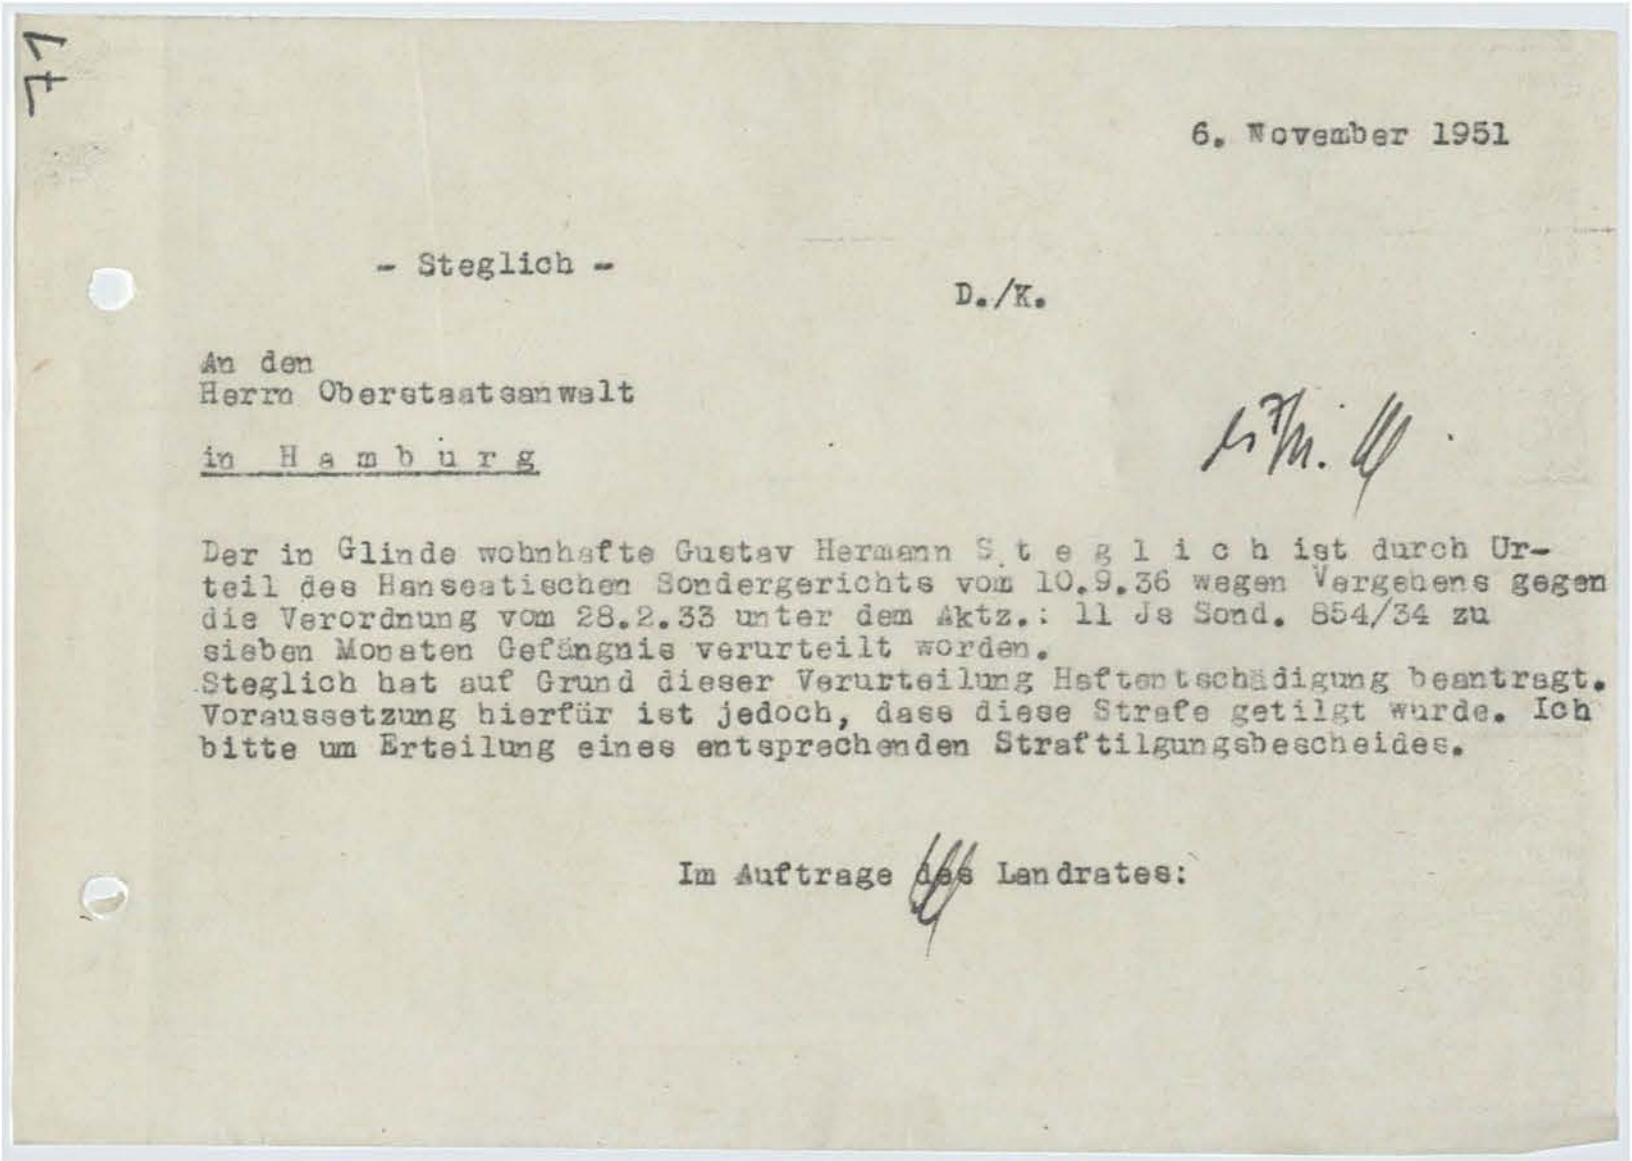 6. November 1951
- Steglich -
D./K.
An den
Herrn Oberstaatsanwalt
in H a m b u r g
Der in Glinde wohnhafte Gustav Hermann S t e g l i c h ist durch Ur-
teil des Hanseatischen Sondergerichts vom 10.9.36 wegen Vergehens gegen
die Verordnung vom 28.2.33 unter dem Aktz.: 11 Js Sond. 854/34 zu
sieben Monaten Gefängnis verurteilt worden.
Steglich hat auf Grund dieser Verurteilung Haftentschädigung beantragt.
Voraussetzung hierfür ist jedoch, dass diese Strafe getilgt wurde. Ich
bitte um Erteilung eines entsprechenden Straftilgungsbescheides.
Im Auftrage des Landrates: